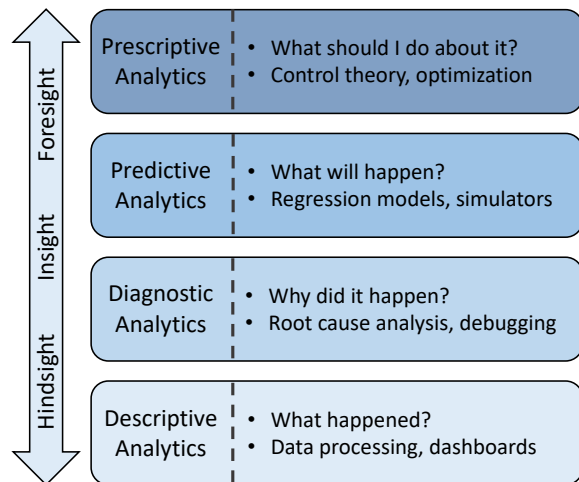 Foresight
Insight
Hindsight
Prescriptive
Analytics
• What should I do about it?
• Control theory, optimization
Predictive
Analytics
• What will happen?
• Regression models, simulators
Diagnostic
Analytics
• Why did it happen?
• Root cause analysis, debugging
Descriptive
Analytics
• What happened?
• Data processing, dashboards